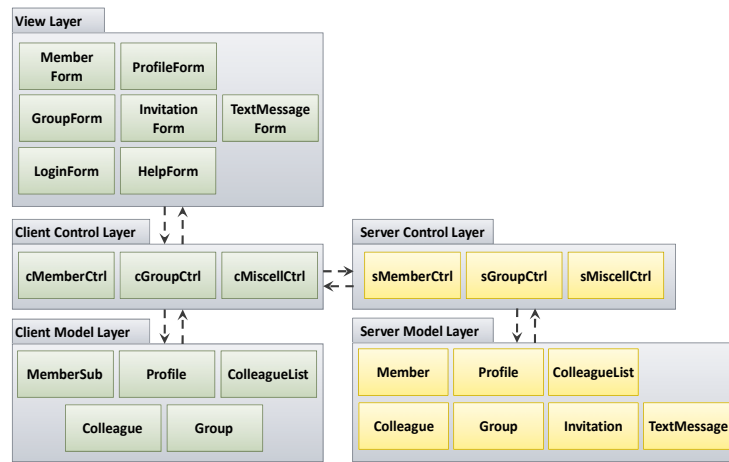 View Layer
Member
Form
ProfileForm
GroupForm
Invitation
Form
TextMessage
Form
LoginForm
HelpForm
Client Control Layer
cMemberCtrl
cGroupCtrl
cMiscellCtrl
Server Control Layer
sMemberCtrl
sGroupCtrl
sMiscellCtrl
Client Model Layer
MemberSub
Profile
ColleagueList
Colleague
Group
Server Model Layer
Member
Profile
ColleagueList
Colleague
Group
Invitation
TextMessage